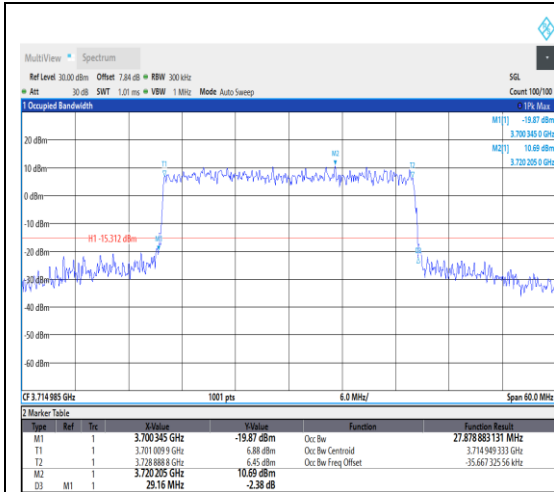 MultiView Spectrum
Ref Level 30.00 dBm Offset 7.84 dB RBW 300 kHz SGL
Att 30 dB SWT 1.01 ms VBW 1 MHz Mode Auto Sweep Count 100/100
1 Occupied Bandwidth 1Pk Max
M1[1] -19.87 dBm
3.700 345 0 GHz
M2[1] 10.69 dBm
3.720 205 0 GHz
20 dBm
10 dBm
0 dBm
-10 dBm
H1 -15.312 dBm
-20 dBm
-30 dBm
-40 dBm
-50 dBm
-60 dBm
T1
M2
CF 3.714 985 GHz 1001 pts 6.0 MHz/ Span 60.0 MHz
2 Marker Table
Type Ref Trc X-Value Y-Value Function Function Result
M1 1 3.700 345 GHz -19.87 dBm Occ Bw 27.878 883 131 MHz
T1 1 3.701 009 9 GHz 6.88 dBm Occ Bw Centroid 3.714 949 333 GHz
T2 1 3.728 888 8 GHz 6.45 dBm Occ Bw Freq Offset -35.667 325 56 kHz
M2 1 3.720 205 GHz 10.69 dBm
D3 M1 1 29.16 MHz -2.38 dB